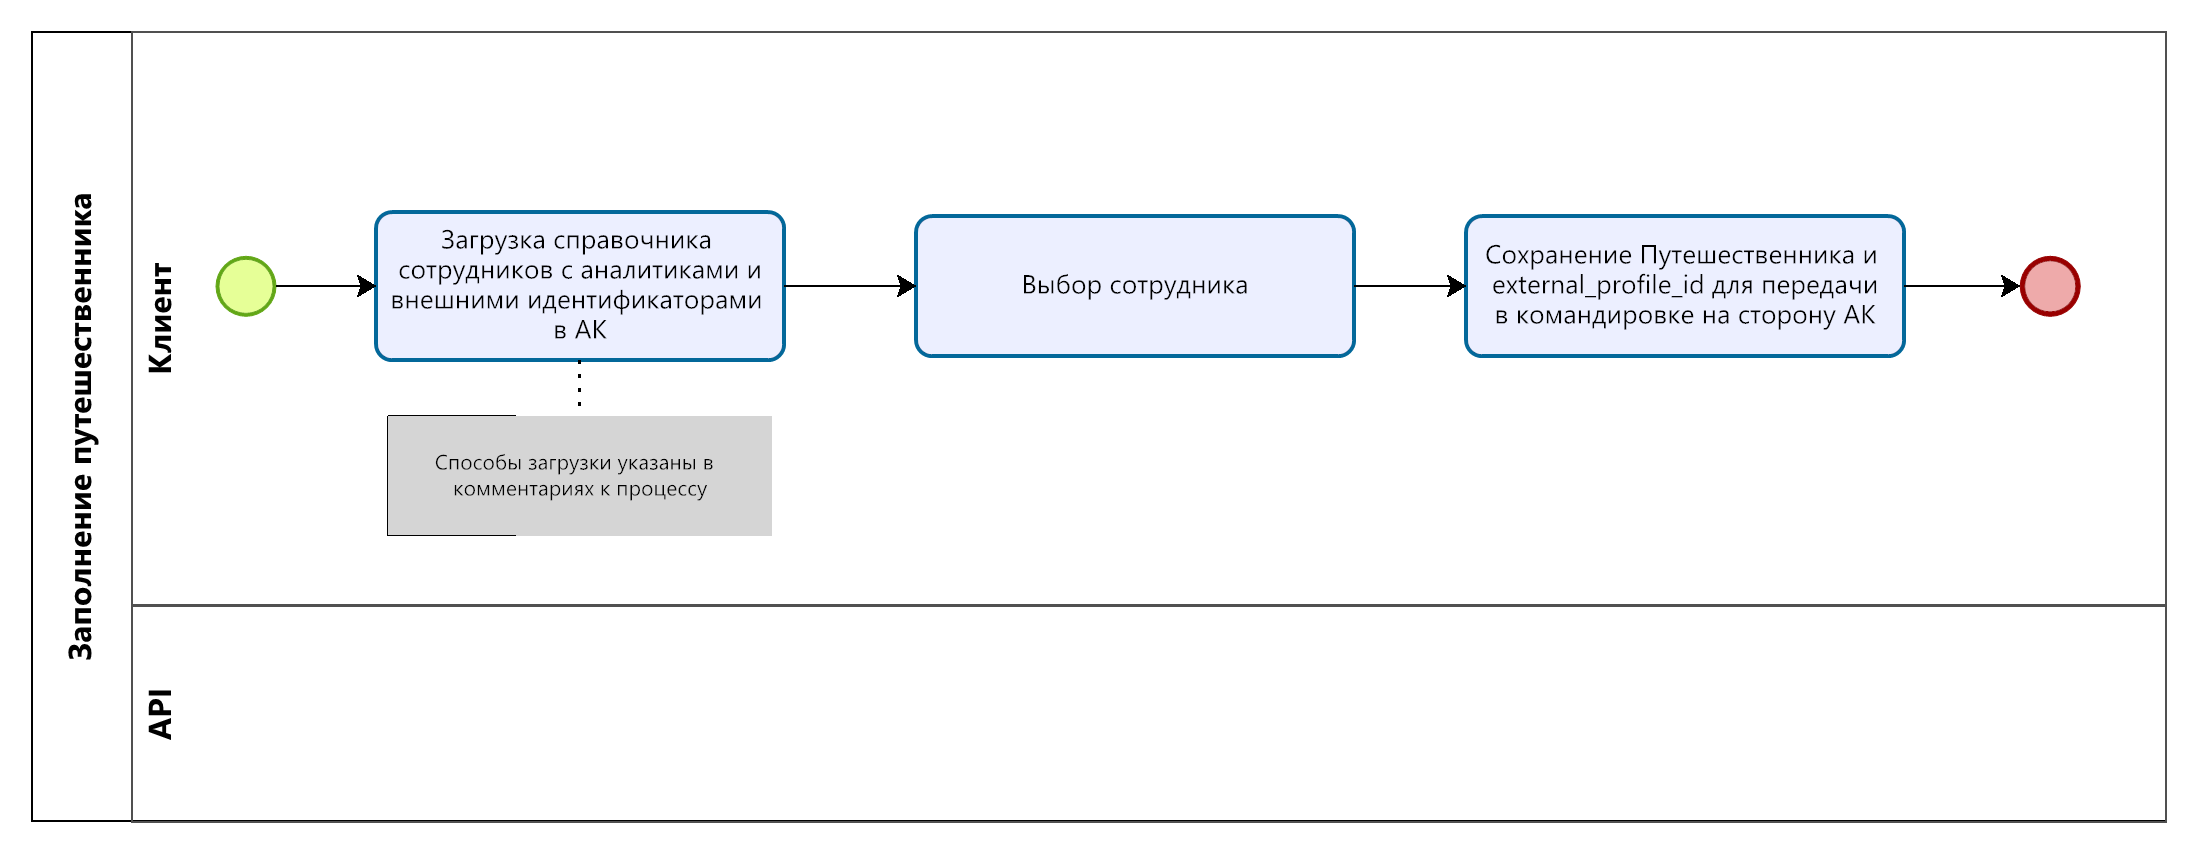 Заполнение путешественника
Клиент
Загрузка справочника
сотрудников с аналитиками и
внешними идентификаторами
в АК
Выбор сотрудника
Сохранение Путешественника и
external_profile_id для передачи
в командировке на сторону АК
Способы загрузки указаны в
комментариях к процессу
API